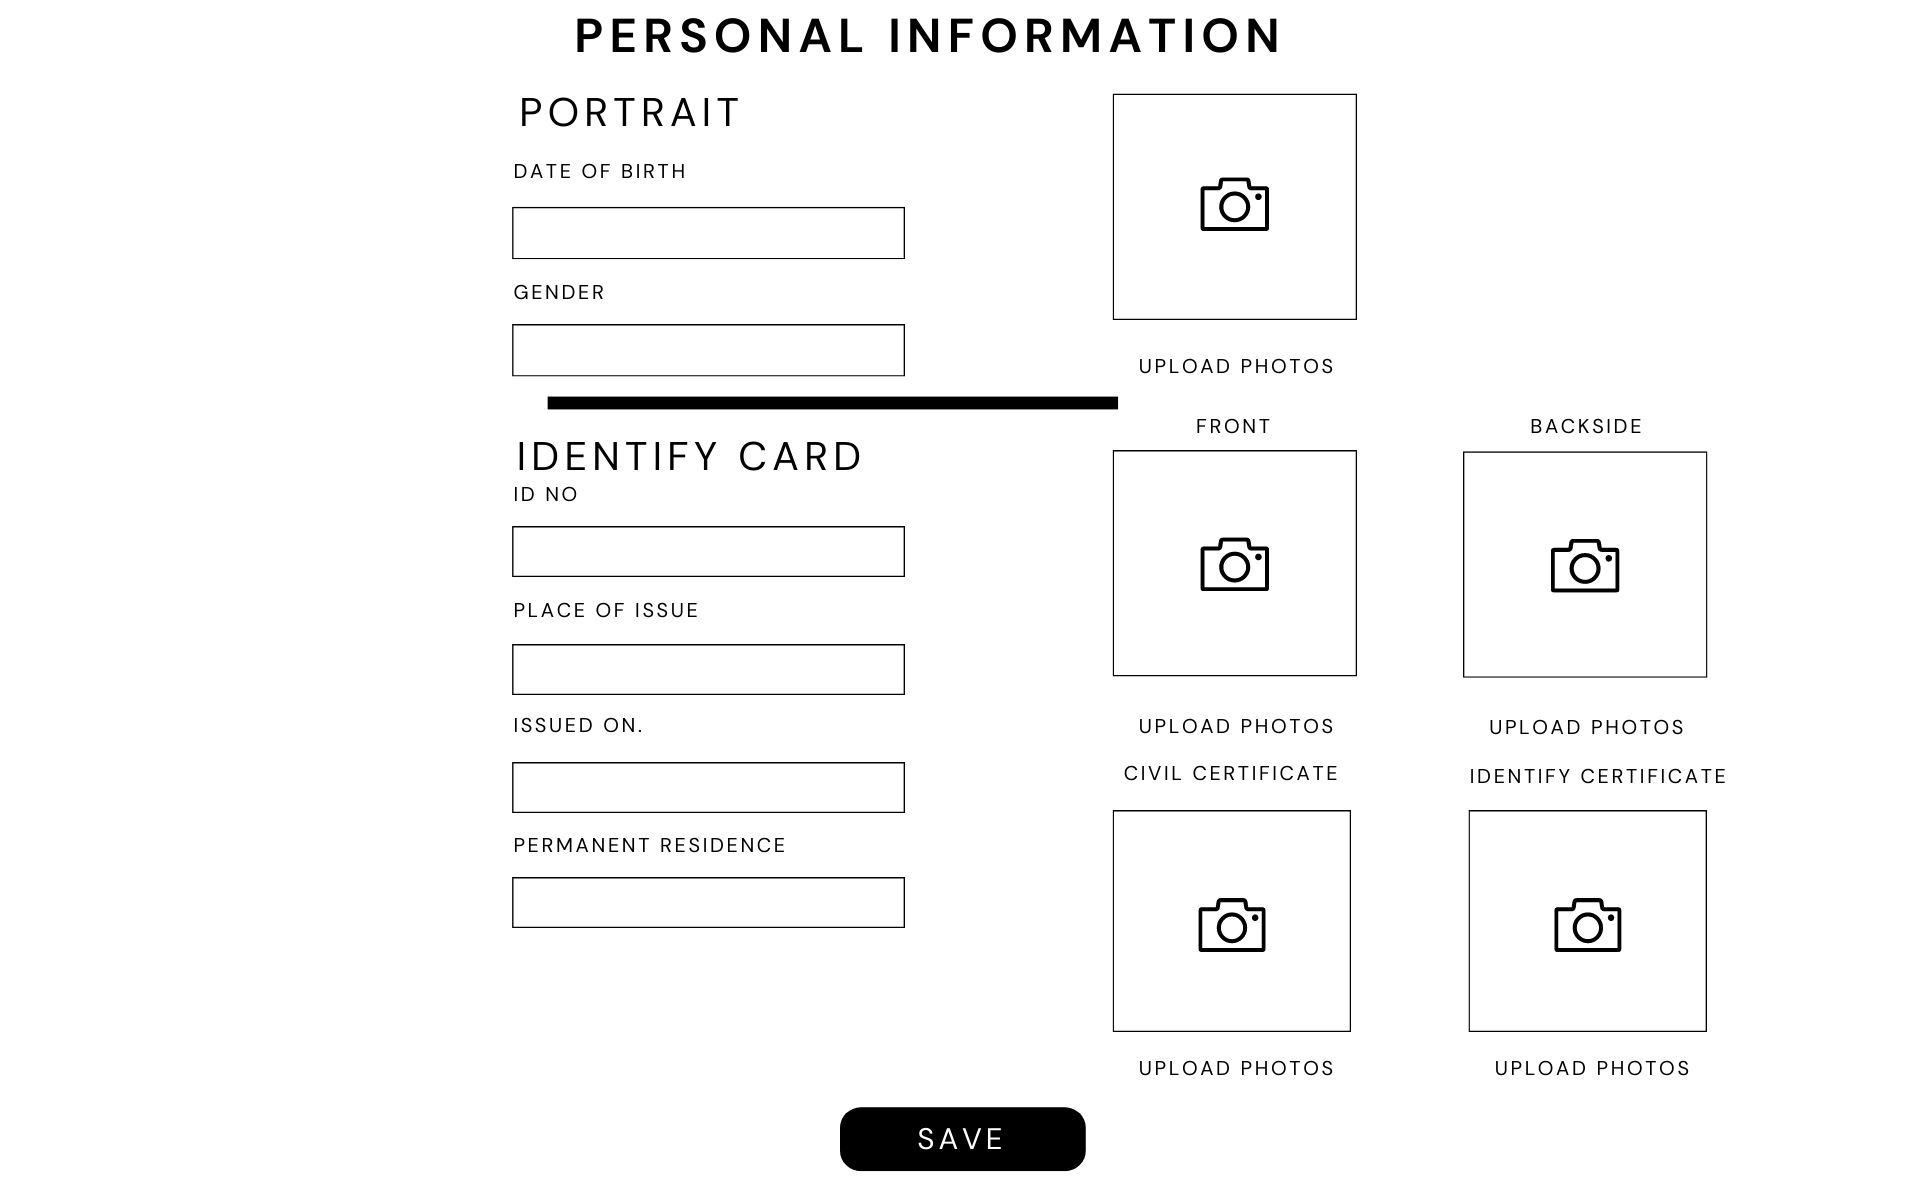 PERSONAL INFORMATION
PORTRAIT
DATE OF BIRTH
GENDER
UPLOAD PHOTOS
IDENTIFY CARD
ID NO
PLACE OF ISSUE
ISSUED ON.
PERMANENT RESIDENCE
FRONT
BACKSIDE
UPLOAD PHOTOS
UPLOAD PHOTOS
CIVIL CERTIFICATE
IDENTIFY CERTIFICATE
UPLOAD PHOTOS
UPLOAD PHOTOS
SAVE